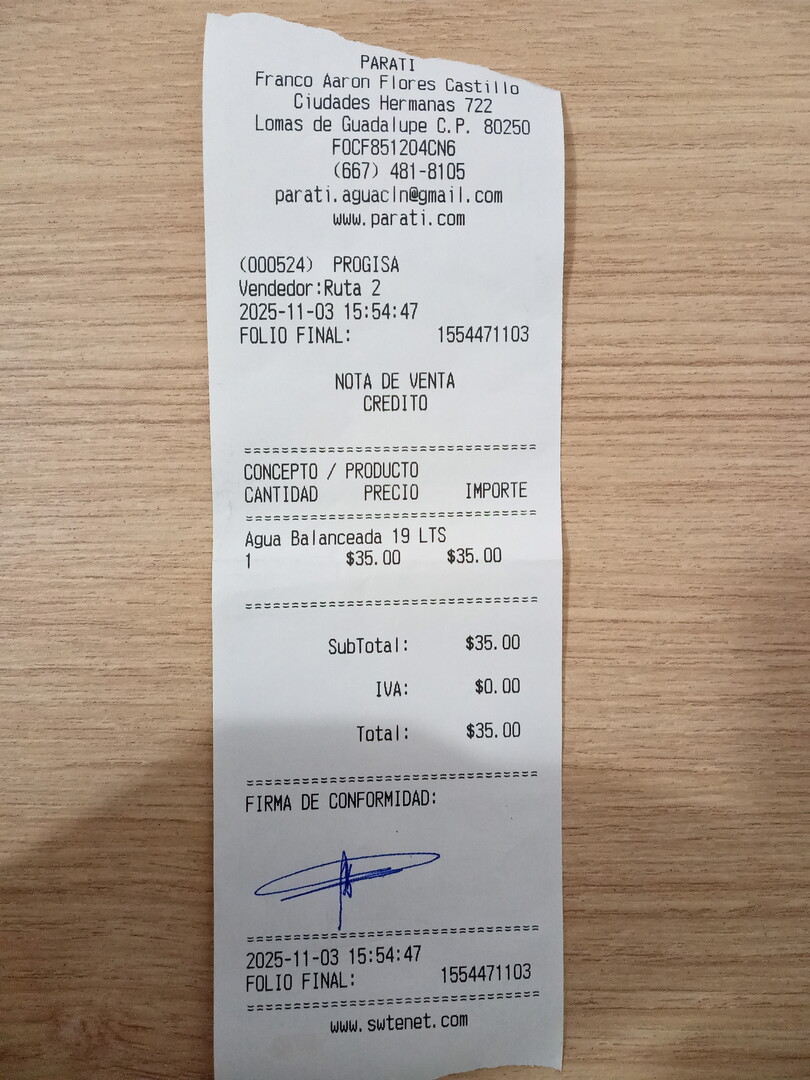 PARATI
Franco Aaron Flores Castillo
Ciudades Hermanas 722
Lomas de Guadalupe C.P. 80250
FOCF851204CN6
(667) 481-8105
parati.aguacln@gmail.com
www.parati.com
(000524) PROGISA
Vendedor:Ruta 2
2025-11-03 15:54:47
FOLIO FINAL: 1554471103
NOTA DE VENTA
CREDITO
CONCEPTO / PRODUCTO
CANTIDAD PRECIO IMPORTE
Agua Balanceada 19 LTS
1 $35.00 $35.00
SubTotal: $35.00
IVA: $0.00
Total: $35.00
FIRMA DE CONFORMIDAD:
2025-11-03 15:54:47
FOLIO FINAL: 1554471103
www.swtenet.com